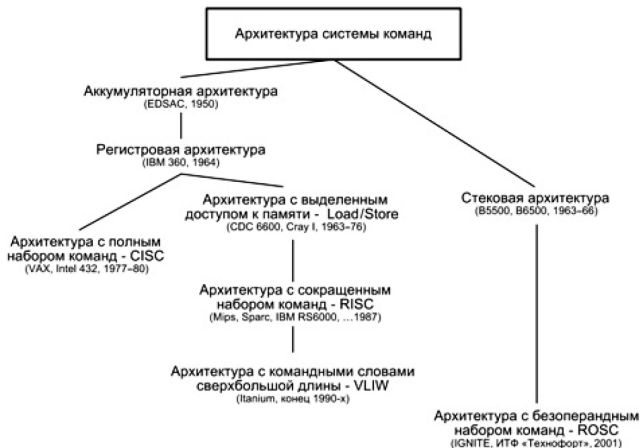 Архитектура системы команд
Аккумуляторная архитектура
(EDSAC, 1950)
Регистровая архитектура
(IBM 360, 1964)
Архитектура с выделенным
доступом к памяти - Load/Store
(CDC 6600, Cray I, 1963–76)
Стековая архитектура
(B5500, B6500, 1963–66)
Архитектура с полным
набором команд - CISC
(VAX, Intel 432, 1977–80)
Архитектура с сокращенным
набором команд - RISC
(Mips, Sparc, IBM RS6000, ...1987)
Архитектура с командными словами
сверхбольшой длины - VLIW
(Itanium, конец 1990-х)
Архитектура с безоперандным
набором команд - ROSC
(IGNITE, ИТФ «Технофорт», 2001)